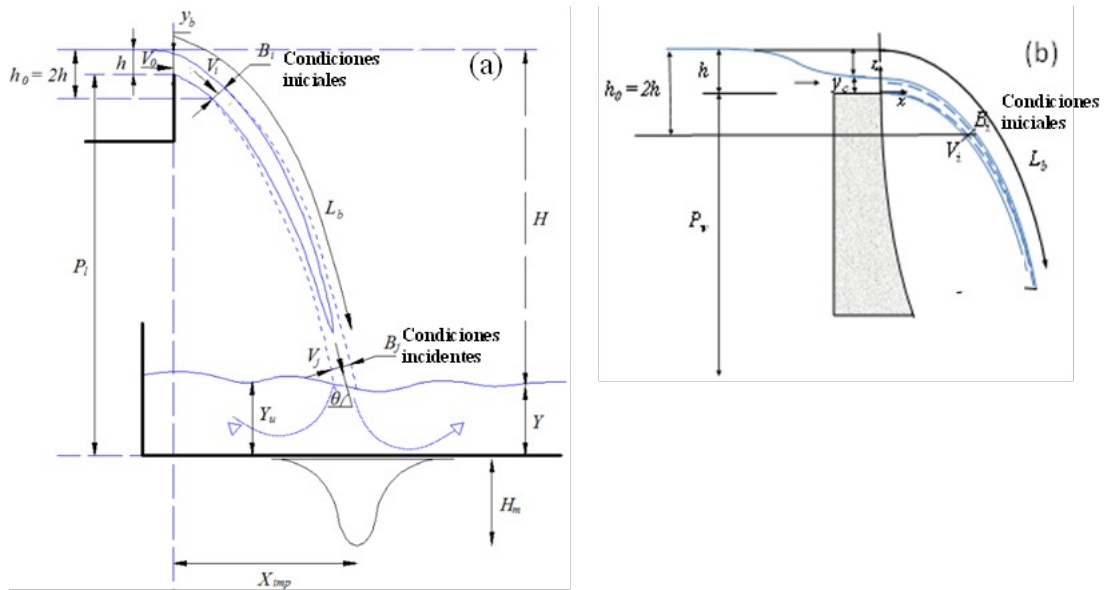 (a)
y_b
h
V_0
V_i
B_i
Condiciones
iniciales
h_0 = 2h
L_b
H
P_l
Condiciones
incidentes
V_j
B_j
θ_j
Y_u
Y
H_m
X_imp
(b)
h
y_c
h_0 = 2h
x
Condiciones
iniciales
B_i
V_i
L_b